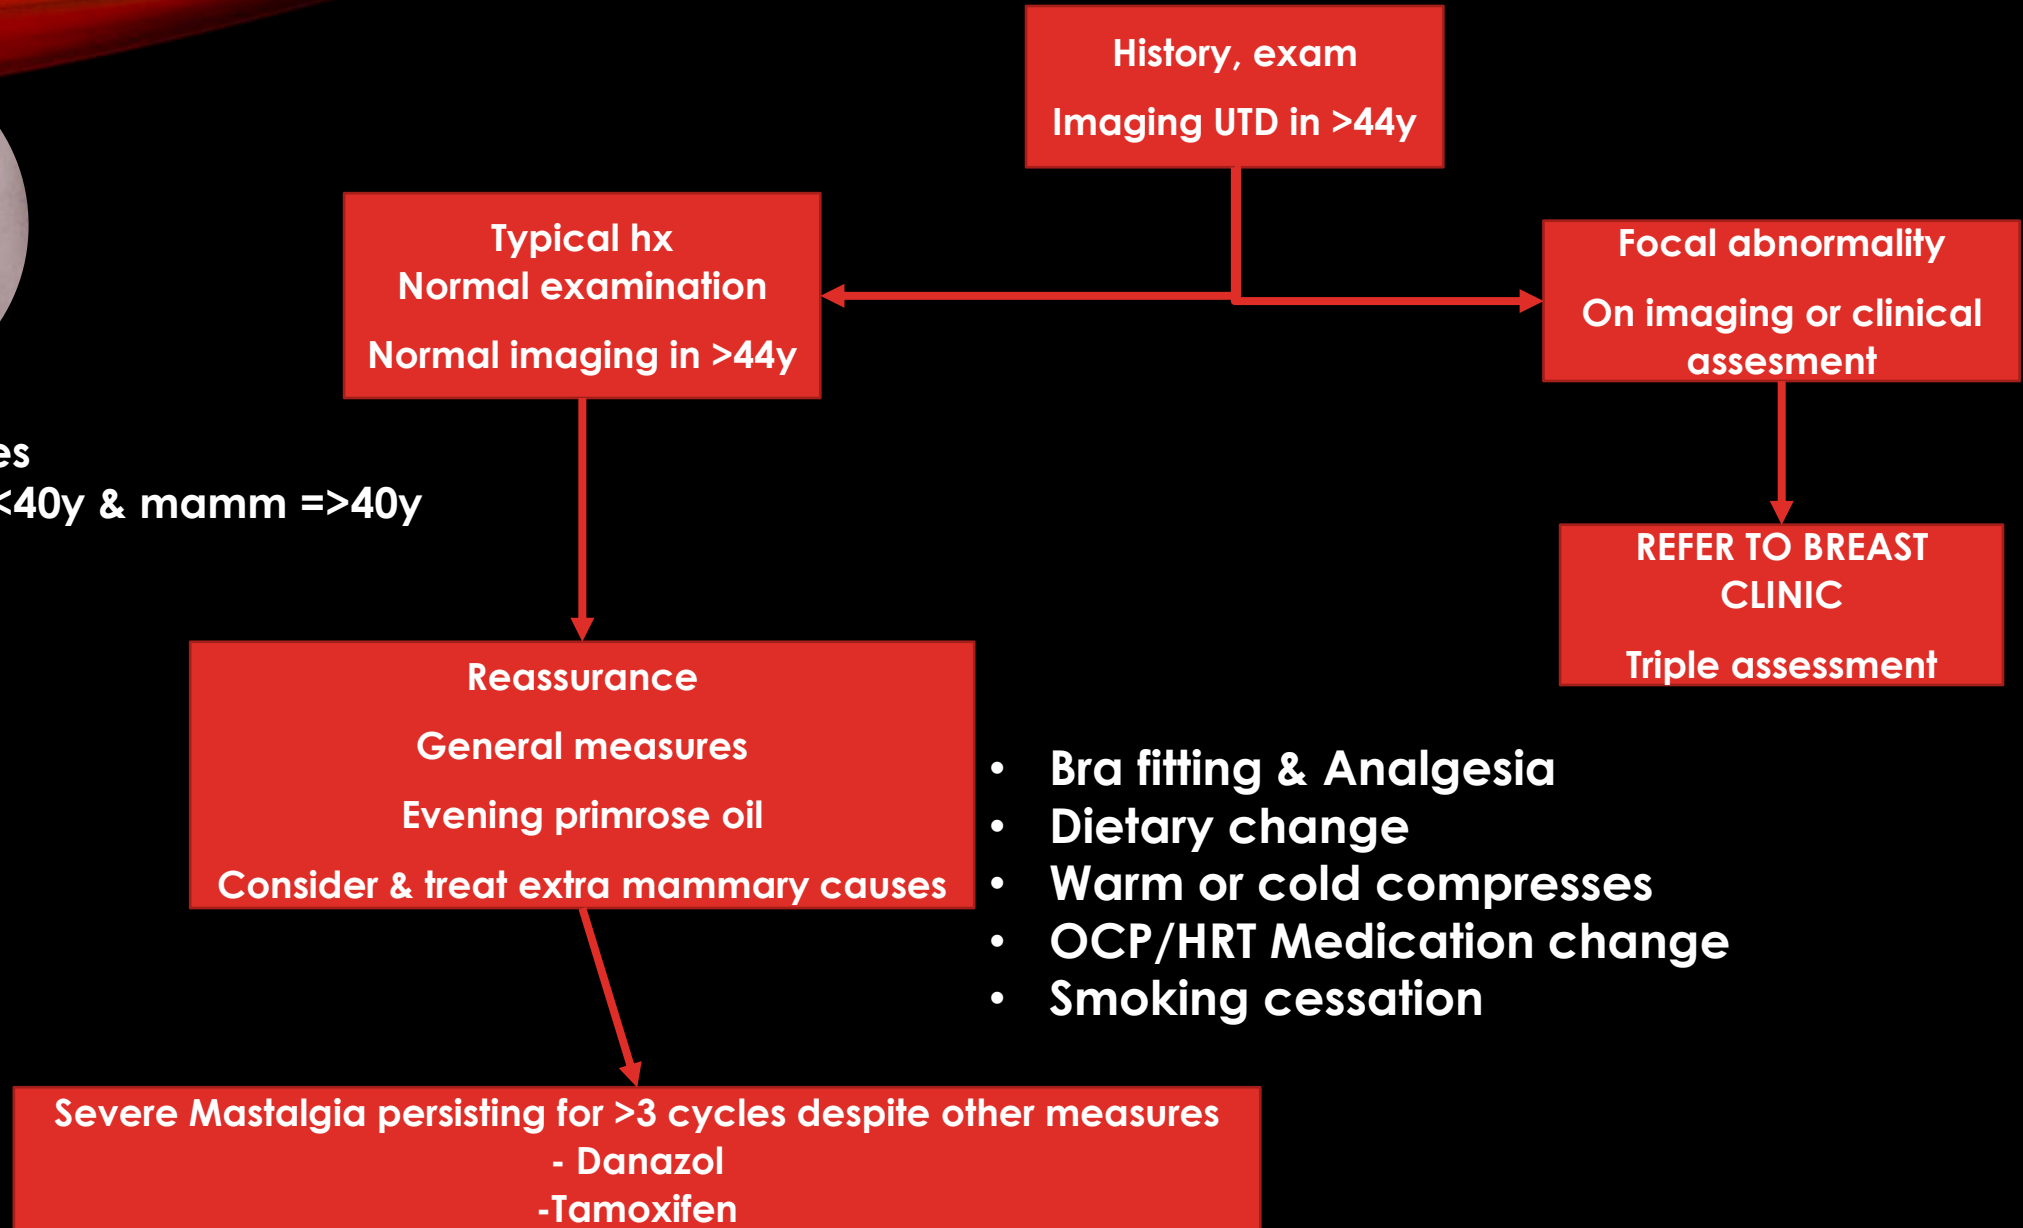 History, exam
Imaging UTD in >44y
Typical hx
Normal examination
Normal imaging in >44y
Focal abnormality
On imaging or clinical
assesment
<40y & mamm =>40y
REFER TO BREAST
CLINIC
Triple assessment
Reassurance
General measures
Evening primrose oil
Consider & treat extra mammary causes
• Bra fitting & Analgesia
• Dietary change
• Warm or cold compresses
• OCP/HRT Medication change
• Smoking cessation
Severe Mastalgia persisting for >3 cycles despite other measures
- Danazol
-Tamoxifen